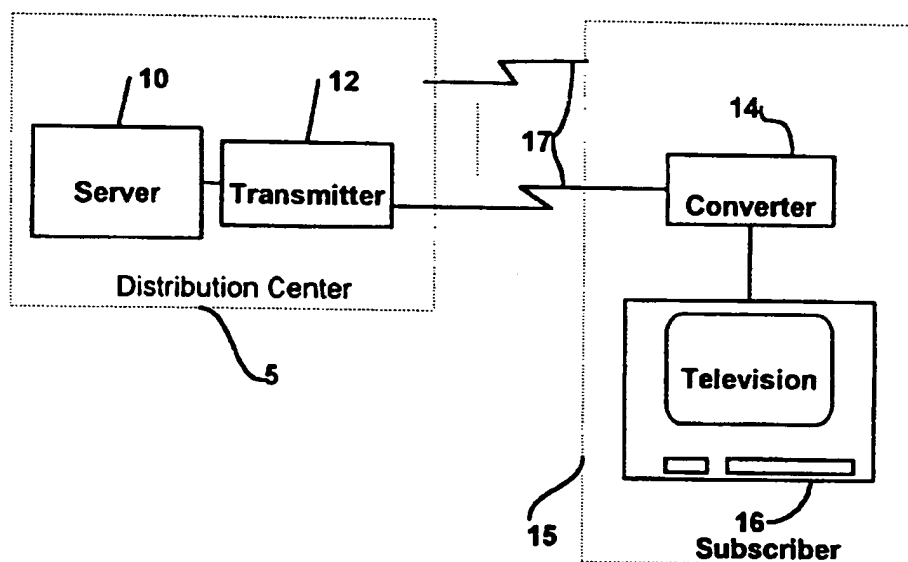 10
12
Server
Transmitter
Distribution Center
5
17
14
Converter
Television
15
16
Subscriber